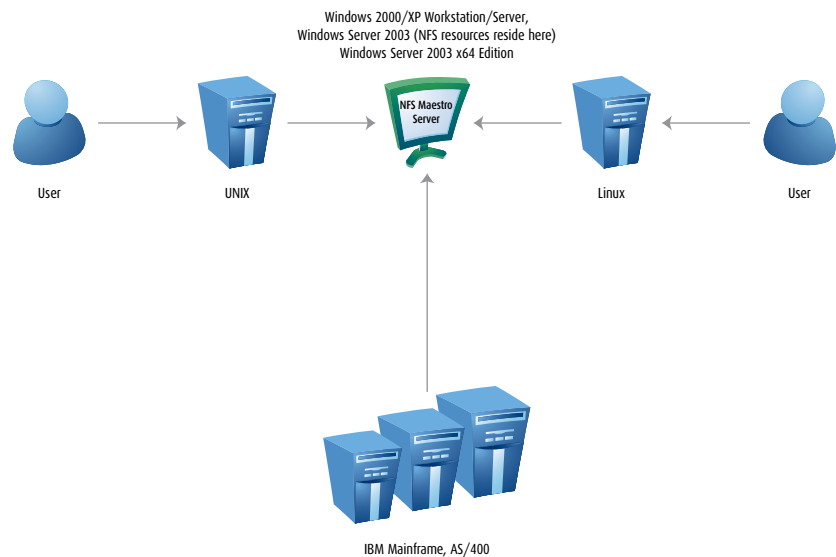 Windows 2000/XP Workstation/Server,
Windows Server 2003 (NFS resources reside here)
Windows Server 2003 x64 Edition
NFS Maestro
Server
User
UNIX
Linux
User
IBM Mainframe, AS/400